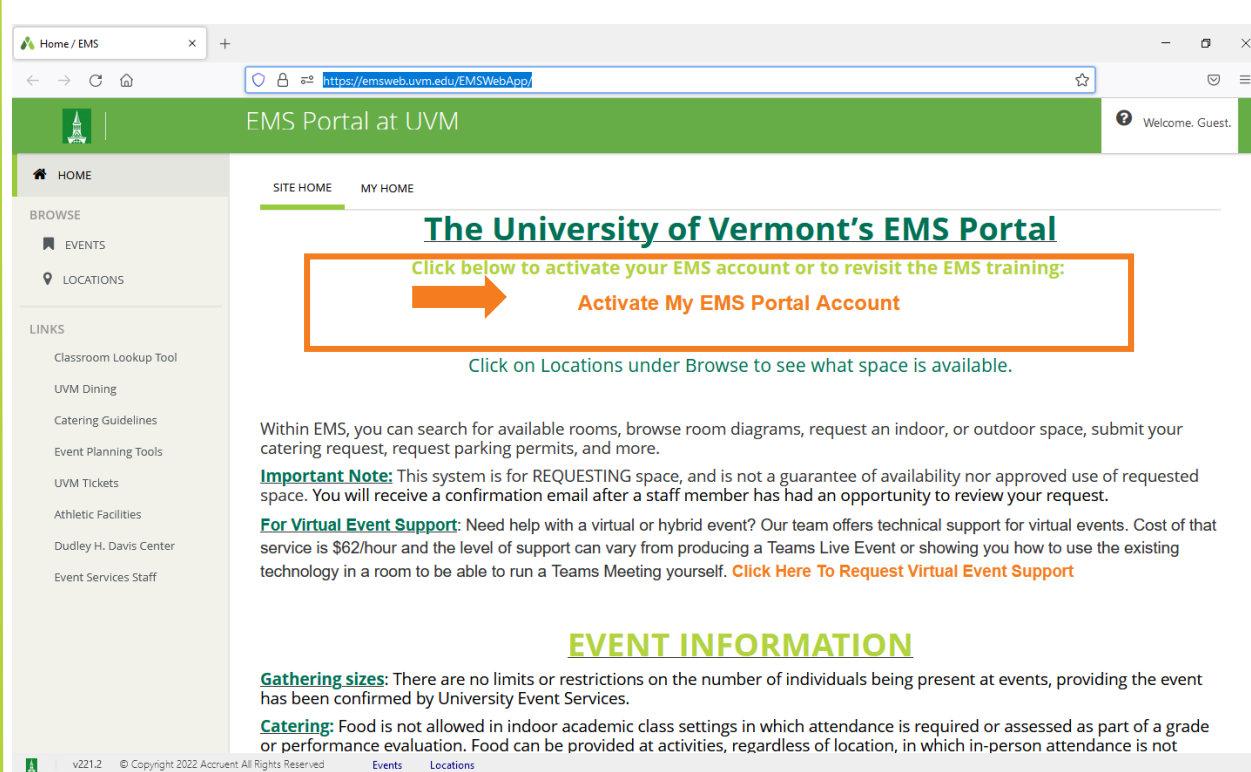 Home / EMS
https://emsweb.uvm.edu/EMSWebApp/
EMS Portal at UVM
Welcome. Guest.
HOME
BROWSE
EVENTS
LOCATIONS
LINKS
Classroom Lookup Tool
UVM Dining
Catering Guidelines
Event Planning Tools
UVM TIckets
Athletic Facilities
Dudley H. Davis Center
Event Services Staff
SITE HOME MY HOME
The University of Vermont's EMS Portal
Click below to activate your EMS account or to revisit the EMS training:
Activate My EMS Portal Account
Click on Locations under Browse to see what space is available.
Within EMS, you can search for available rooms, browse room diagrams, request an indoor, or outdoor space, submit your
catering request, request parking permits, and more.
Important Note: This system is for REQUESTING space, and is not a guarantee of availability nor approved use of requested
space. You will receive a confirmation email after a staff member has had an opportunity to review your request.
For Virtual Event Support: Need help with a virtual or hybrid event? Our team offers technical support for virtual events. Cost of that
service is $62/hour and the level of support can vary from producing a Teams Live Event or showing you how to use the existing
technology in a room to be able to run a Teams Meeting yourself. Click Here To Request Virtual Event Support
EVENT INFORMATION
Gathering sizes: There are no limits or restrictions on the number of individuals being present at events, providing the event
has been confirmed by University Event Services.
Catering: Food is not allowed in indoor academic class settings in which attendance is required or assessed as part of a grade
or performance evaluation. Food can be provided at activities, regardless of location, in which in-person attendance is not
v221.2 © Copyright 2022 Accruent All Rights Reserved Events Locations